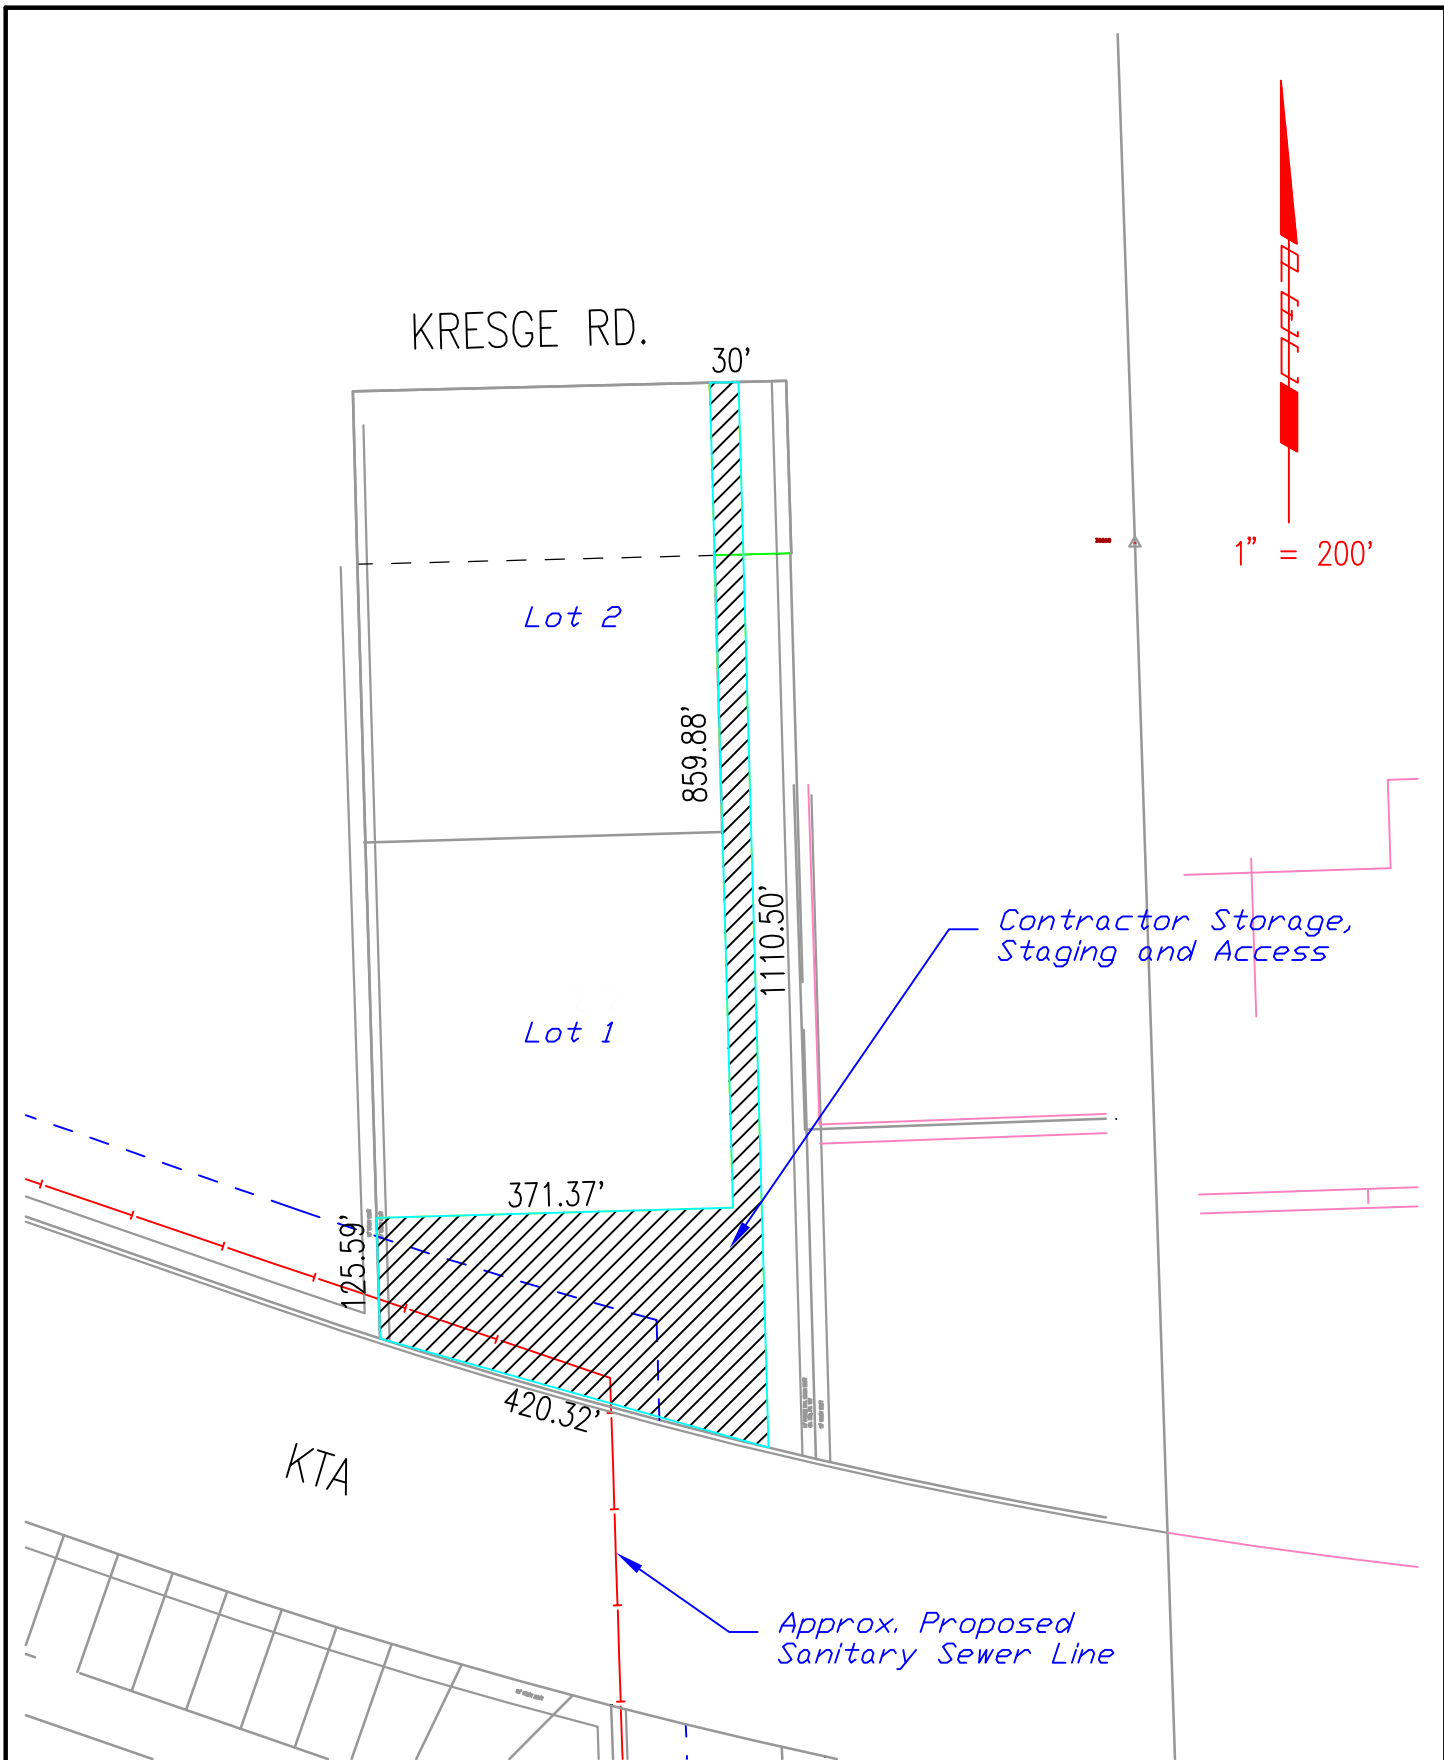 KRESGE RD.
30'
1" = 200'
Lot 2
859.88'
1110.50'
Contractor Storage,
Staging and Access
Lot 1
371.37'
125.59'
420.32'
KTA
Approx. Proposed
Sanitary Sewer Line